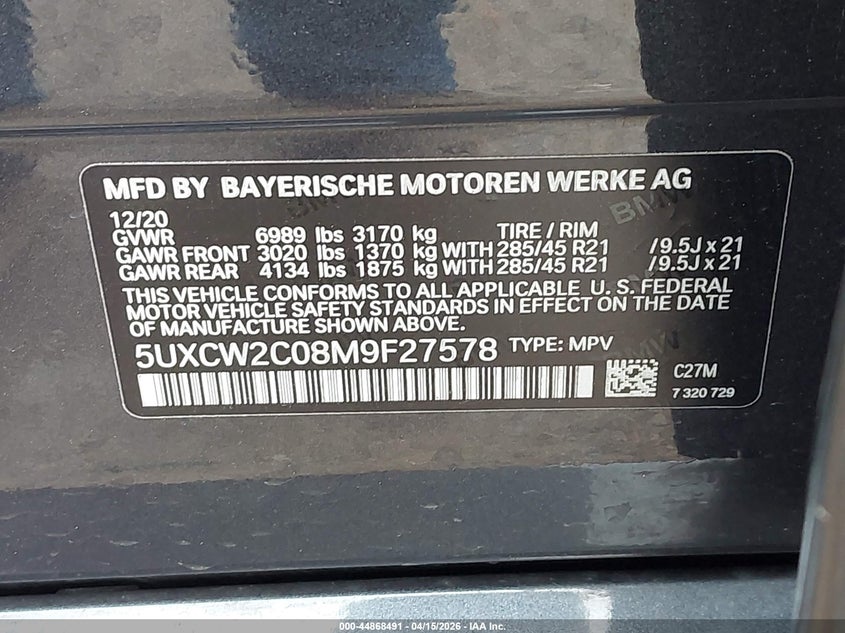 MFD BY BAYERISCHE MOTOREN WERKE AG
12/20
GVWR 6989 lbs 3170 kg TIRE / RIM
GAWR FRONT 3020 lbs 1370 kg WITH 285/45 R21 /9.5J x 21
GAWR REAR 4134 lbs 1875 kg WITH 285/45 R21 /9.5J x 21
THIS VEHICLE CONFORMS TO ALL APPLICABLE U. S. FEDERAL
MOTOR VEHICLE SAFETY STANDARDS IN EFFECT ON THE DATE
OF MANUFACTURE SHOWN ABOVE.
5UXCW2C08M9F27578 TYPE: MPV
C27M
7 320 729
BMW
BMW
000-44868491 - 04/15/2026 - IAA Inc.